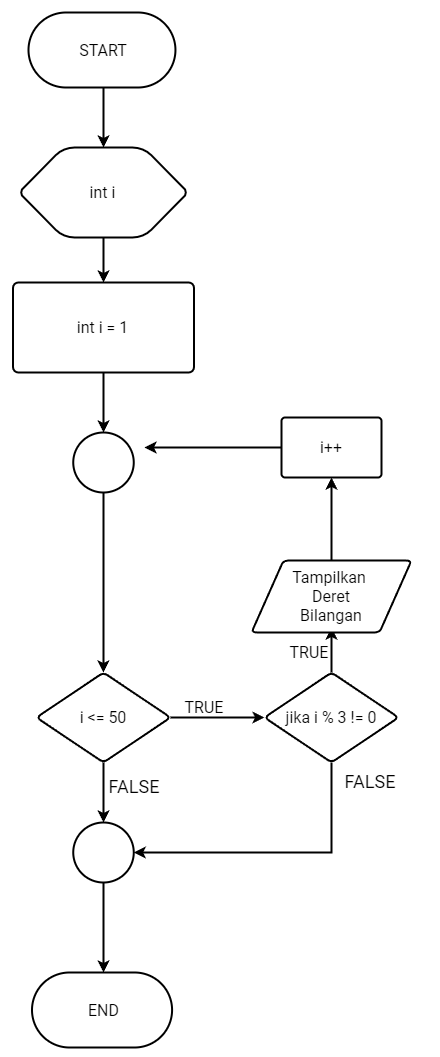 START
int i
int i = 1
i++
Tampilkan
Deret
Bilangan
TRUE
i <= 50
TRUE
jika i % 3 != 0
FALSE
FALSE
END